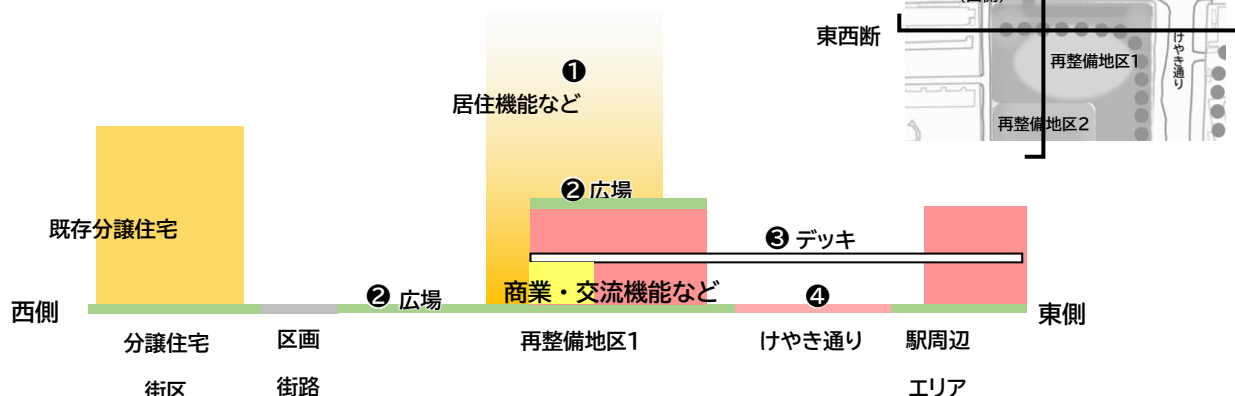 東西断
再整備地区1
けやき通り
再整備地区2
❶
居住機能など
❷ 広場
既存分譲住宅
❸ デッキ
商業・交流機能など
西側
❷ 広場
❹
東側
分譲住宅
街区
区画
街路
再整備地区1
けやき通り
駅周辺
エリア